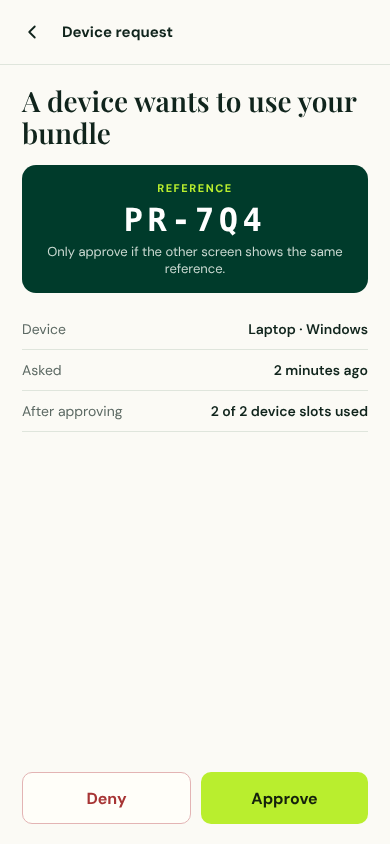 Device request
A device wants to use your
bundle
REFERENCE
PR-7Q4
Only approve if the other screen shows the same
reference.
Device Laptop · Windows
Asked 2 minutes ago
After approving 2 of 2 device slots used
Deny Approve